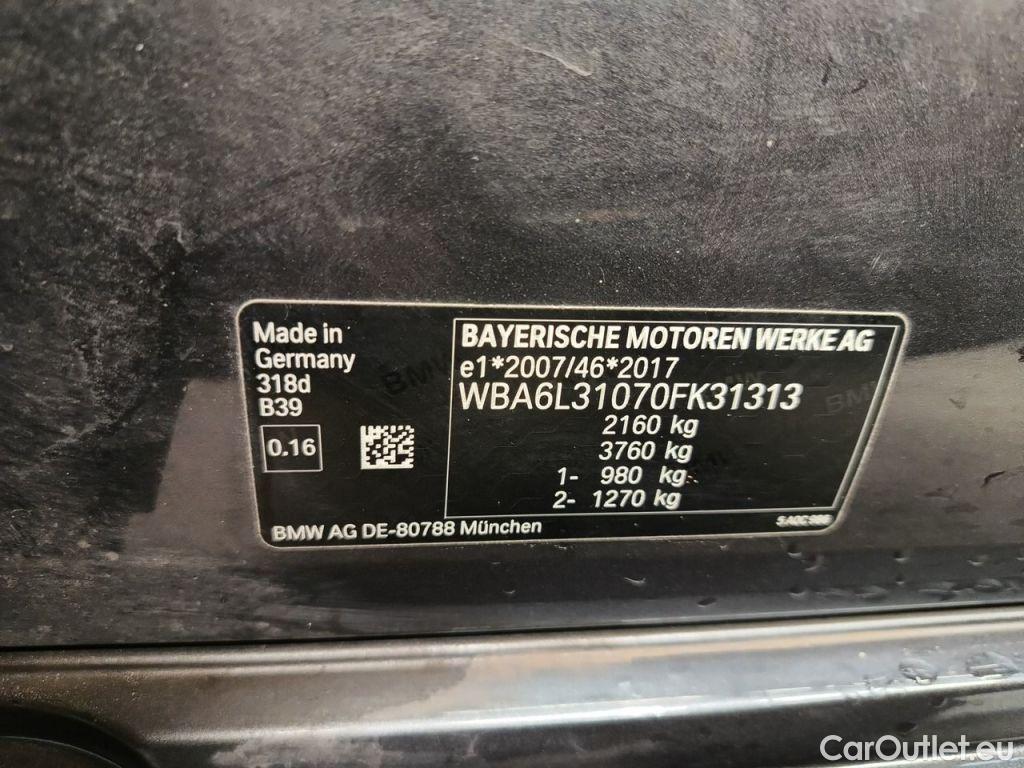 Made in
Germany
318d
B39
0.16
BAYERISCHE MOTOREN WERKE AG
e1*2007/46*2017
WBA6L31070FK31313
2160 kg
3760 kg
1- 980 kg
2- 1270 kg
BMW AG DE-80788 München
CarOutlet.eu